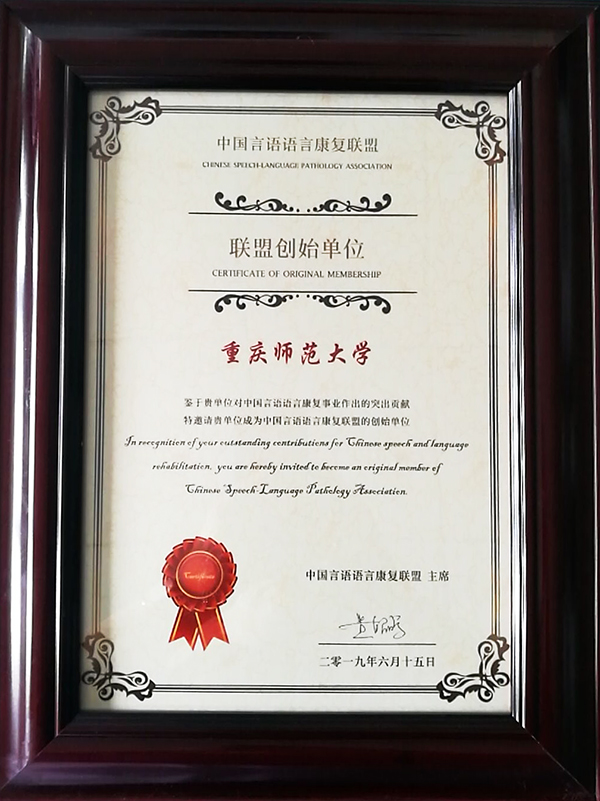 中国言语语言康复联盟
CHINESE SPEECH-LANGUAGE PATHOLOGY ASSOCIATION
联盟创始单位
CERTIFICATE OF ORIGINAL MEMBERSHIP
重庆师范大学
鉴于贵单位对中国言语语言康复事业作出的突出贡献
特邀请贵单位成为中国言语语言康复联盟的创始单位
In recognition of your outstanding contributions for Chinese speech and language
rehabilitation, you are hereby invited to become an original member of
Chinese Speech-Language Pathology Association.
Certificate
中国言语语言康复联盟 主席
二零一九年六月十五日